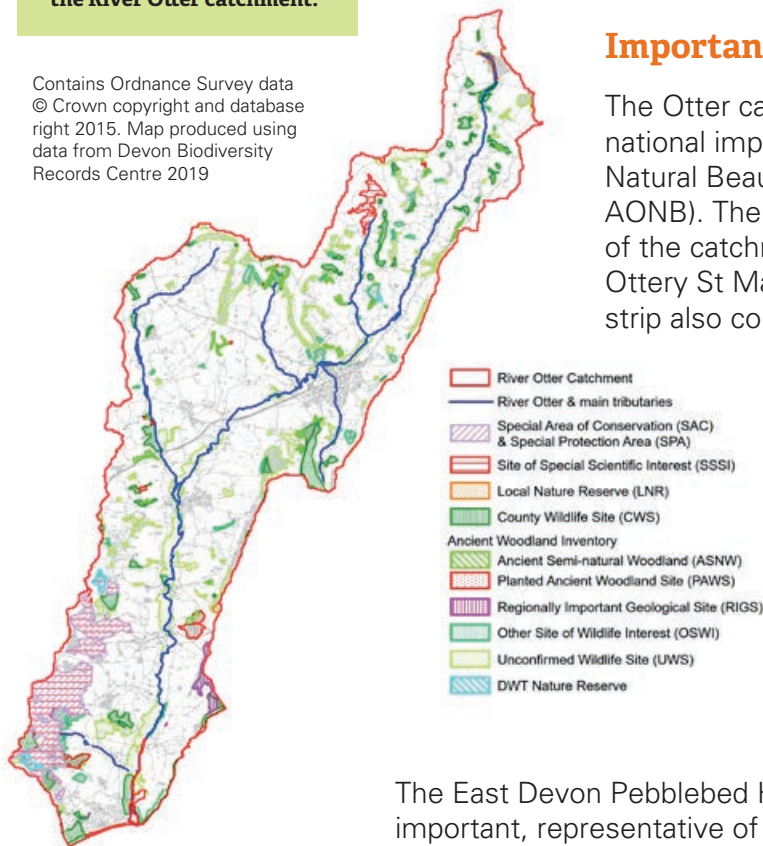 the River Otter catchment.
Contains Ordnance Survey data
© Crown copyright and database
right 2015. Map produced using
data from Devon Biodiversity
Records Centre 2019
Importan
The Otter ca
national imp
Natural Beau
AONB). The
of the catchm
Ottery St Ma
strip also co
River Otter Catchment
River Otter & main tributaries
Special Area of Conservation (SAC)
& Special Protection Area (SPA)
Site of Special Scientific Interest (SSSI)
Local Nature Reserve (LNR)
County Wildlife Site (CWS)
Ancient Woodland Inventory
Ancient Semi-natural Woodland (ASNW)
Planted Ancient Woodland Site (PAWS)
Regionally Important Geological Site (RIGS)
Other Site of Wildlife Interest (OSWI)
Unconfirmed Wildlife Site (UWS)
DWT Nature Reserve
The East Devon Pebblebed H
important, representative of